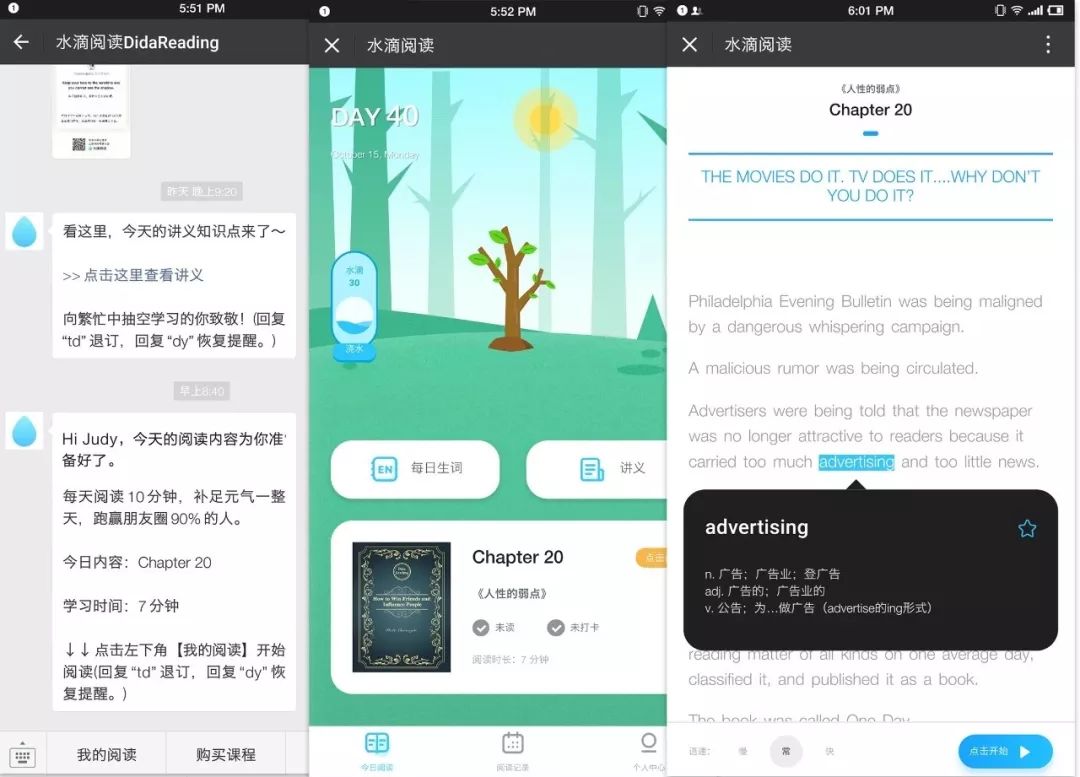 5:51 PM
水滴阅读DidaReading
昨天 晚上9:20
看这里，今天的讲义知识点来了～
>> 点击这里查看讲义
向繁忙中抽空学习的你致敬！(回复
“td” 退订，回复 “dy” 恢复提醒。)
早上8:40
Hi Judy，今天的阅读内容为你准
备好了。
每天阅读 10 分钟，补足元气一整
天，跑赢朋友圈 90% 的人。
今日内容：Chapter 20
学习时间：7 分钟
↓↓点击左下角【我的阅读】开始
阅读(回复 “td” 退订，回复 “dy” 恢
复提醒。)
我的阅读
购买课程
5:52 PM
水滴阅读
DAY 40
October 15, Monday
水滴
30
浇水
EN 每日生词
讲义
How to Win Friends and
Influence People
Chapter 20
点击
《人性的弱点》
未读
未打卡
阅读时长：7 分钟
今日阅读
阅读记录
个人中心
6:01 PM
水滴阅读
《人性的弱点》
Chapter 20
THE MOVIES DO IT. TV DOES IT....WHY DON'T
YOU DO IT?
Philadelphia Evening Bulletin was being maligned
by a dangerous whispering campaign.
A malicious rumor was being circulated.
Advertisers were being told that the newspaper
was no longer attractive to readers because it
carried too much advertising and too little news.
advertising
n. 广告；广告业；登广告
adj. 广告的；广告业的
v. 公告；为…做广告（advertise的ing形式）
reading matter of all kinds on one average day,
classified it, and published it as a book.
The book was called One Day
语速：
慢
常
快
点击开始